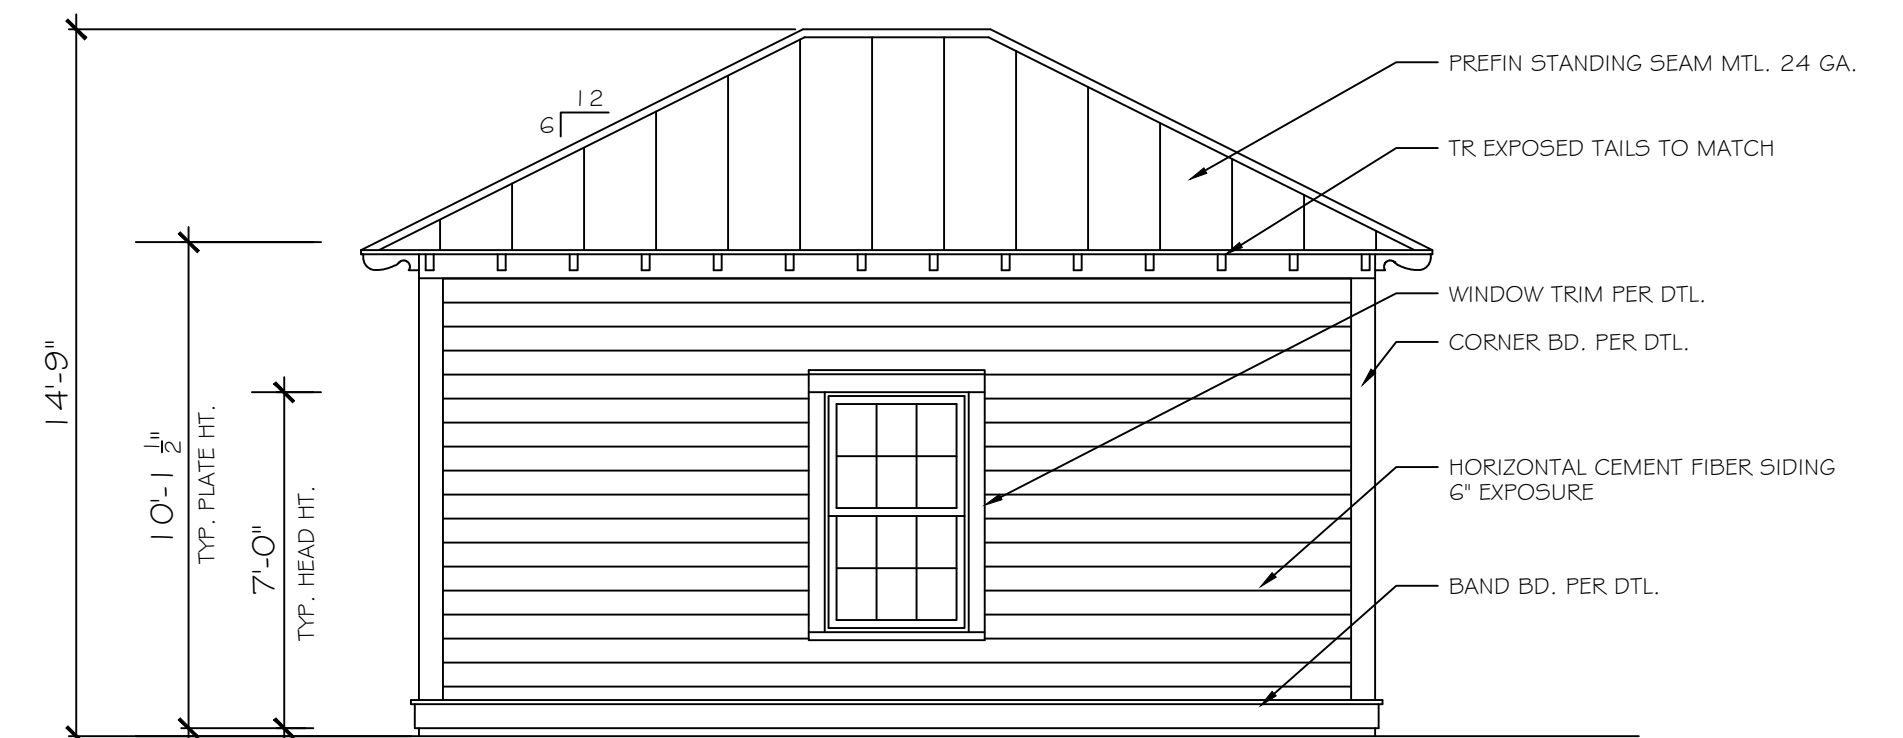 PREFIN STANDING SEAM MTL. 24 GA.
12
6
TR EXPOSED TAILS TO MATCH
WINDOW TRIM PER DTL.
CORNER BD. PER DTL.
14'-9"
10'-1 1/2"
TYP. PLATE HT.
7'-0"
TYP. HEAD HT.
HORIZONTAL CEMENT FIBER SIDING
6" EXPOSURE
BAND BD. PER DTL.